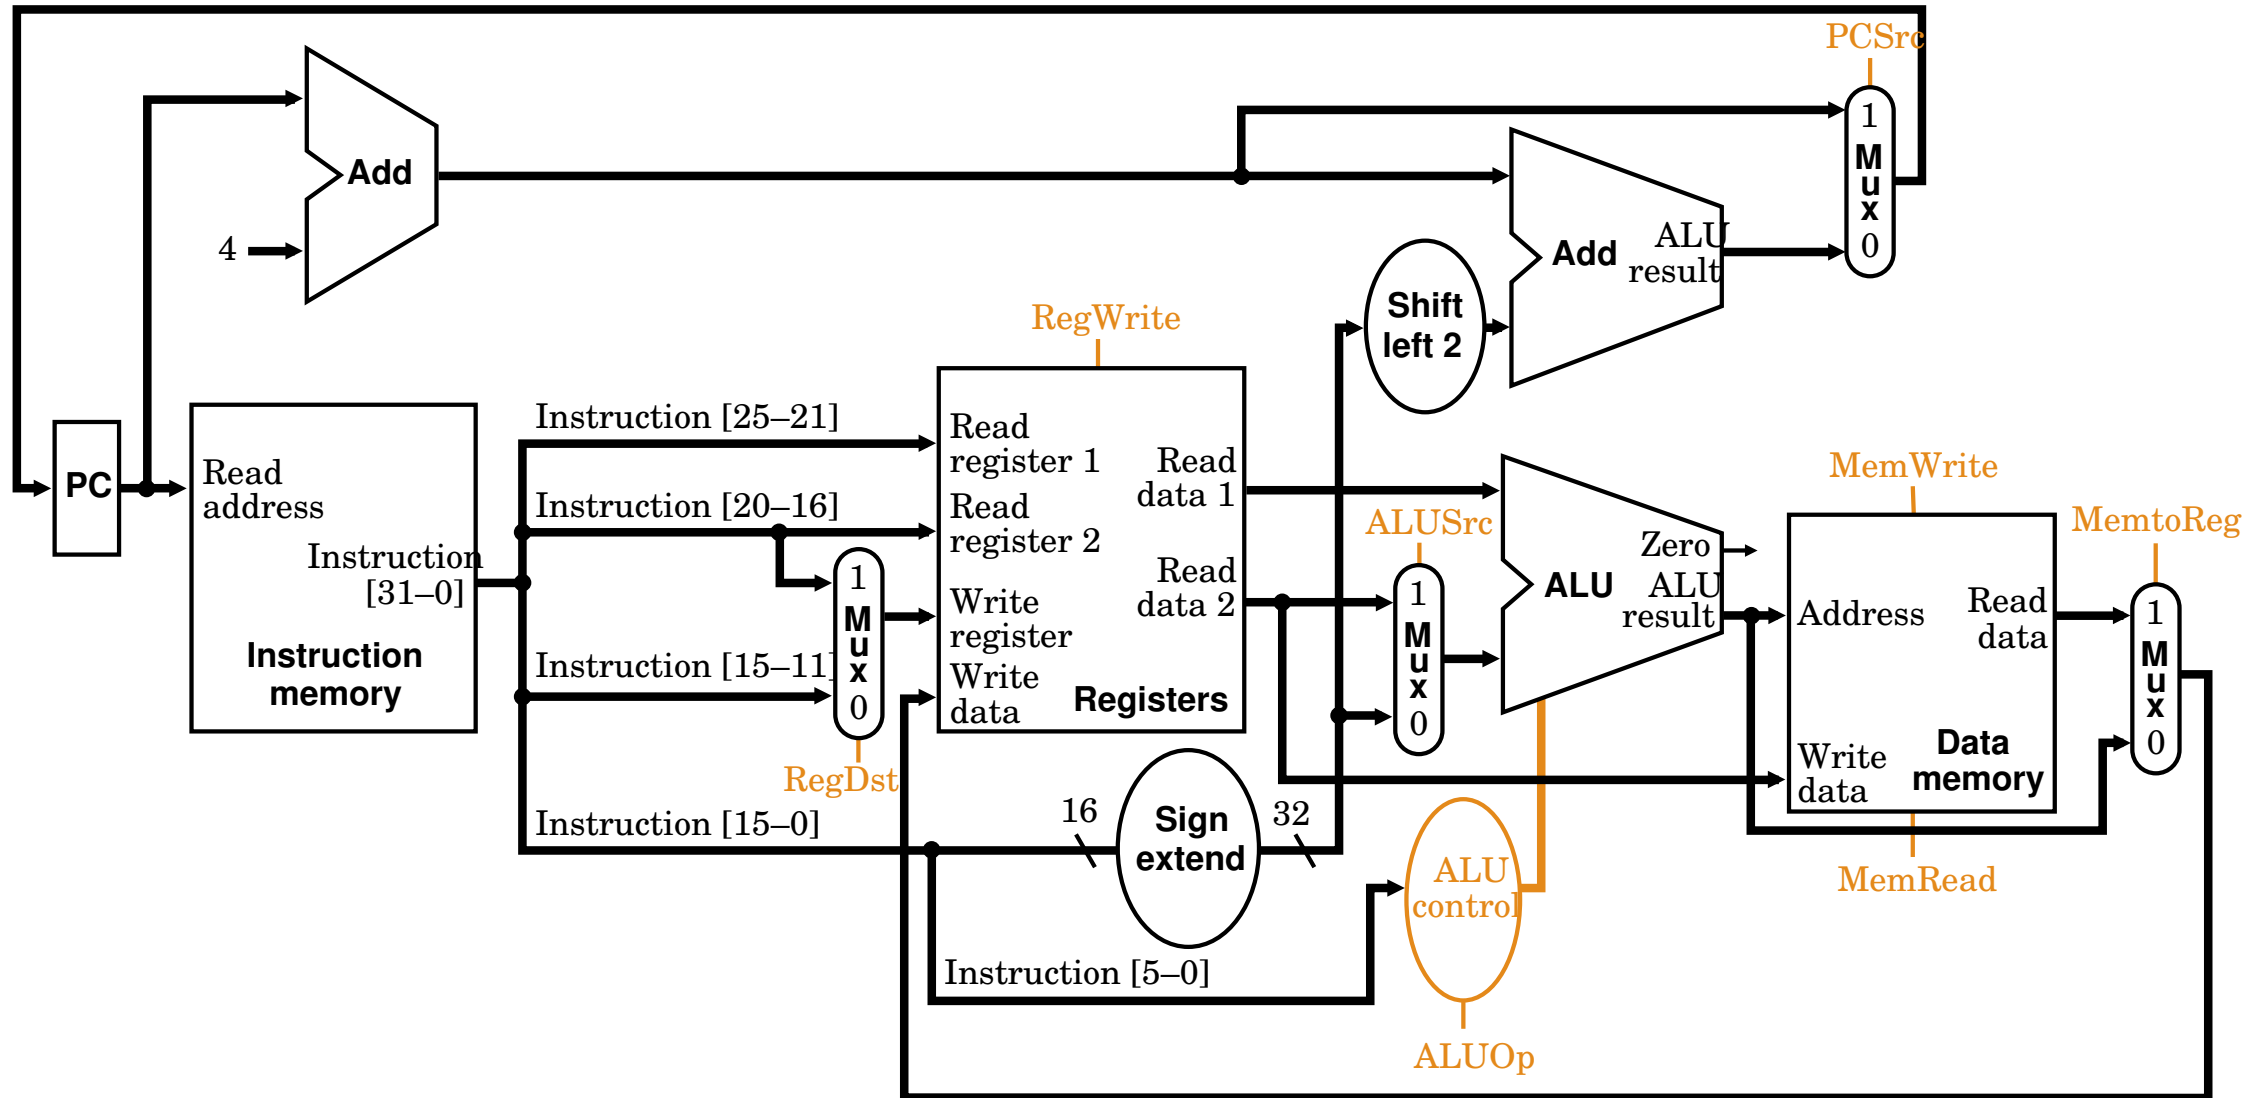 PCSrc
1
M
u
x
0
Add
4
Add
ALU
result
Shift
left 2
RegWrite
PC
Read
address
Instruction
[31–0]
Instruction
memory
Instruction [25–21]
Instruction [20–16]
Instruction [15–11]
Instruction [15–0]
Instruction [5–0]
1
M
u
x
0
RegDst
Read
register 1
Read
register 2
Write
register
Write
data
Read
data 1
Read
data 2
Registers
16
Sign
extend
32
ALUSrc
1
M
u
x
0
Zero
ALU
ALU
result
ALU
control
ALUOp
MemWrite
Address
Read
data
Write
data
Data
memory
MemRead
MemtoReg
1
M
u
x
0